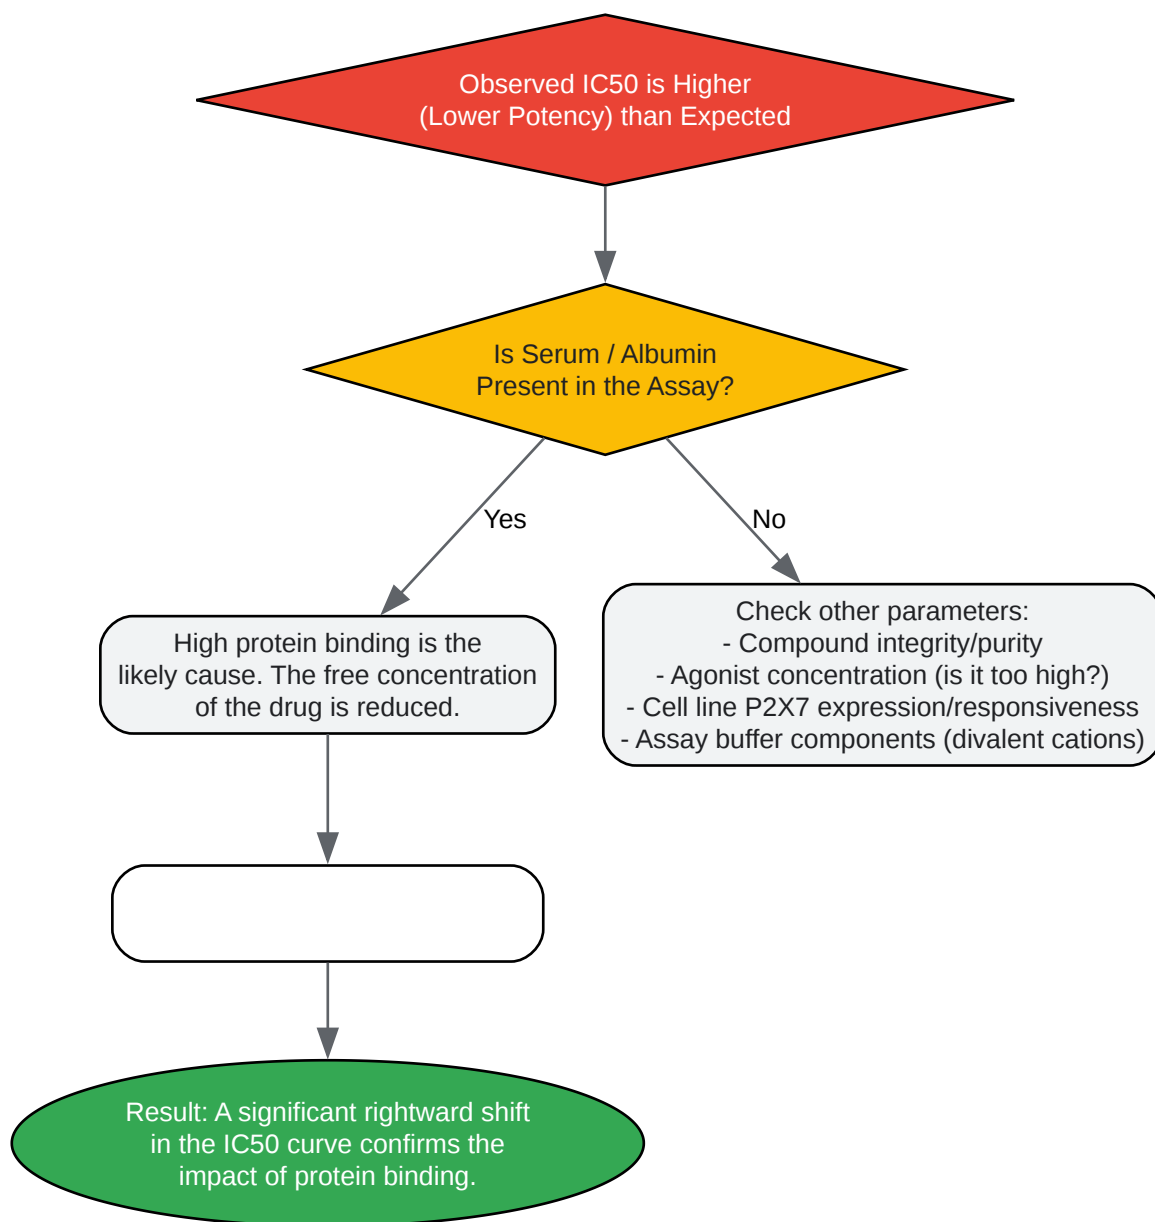 Observed IC50 is Higher
(Lower Potency) than Expected
Is Serum / Albumin
Present in the Assay?
Yes
No
High protein binding is the
likely cause. The free concentration
of the drug is reduced.
Check other parameters:
- Compound integrity/purity
- Agonist concentration (is it too high?)
- Cell line P2X7 expression/responsiveness
- Assay buffer components (divalent cations)
Result: A significant rightward shift
in the IC50 curve confirms the
impact of protein binding.